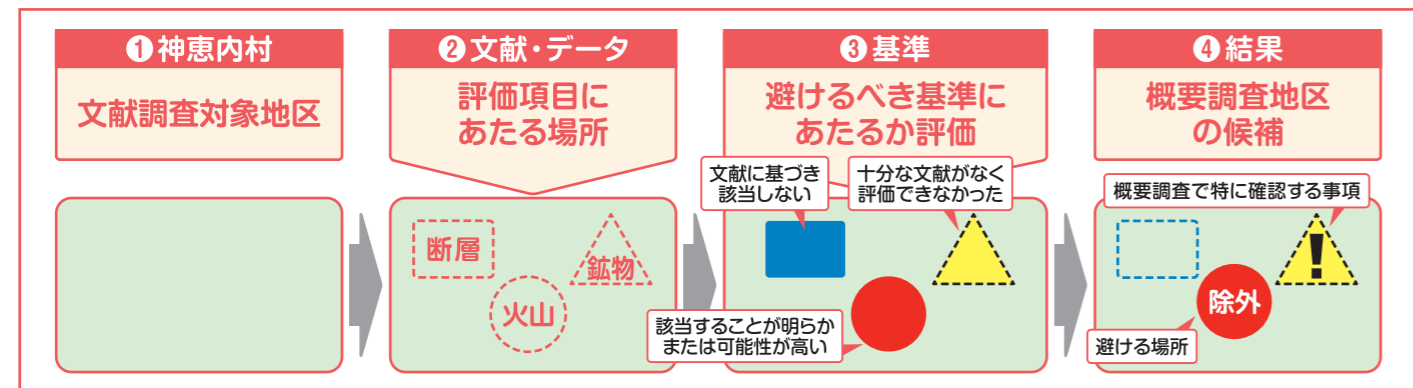 ❶神恵内村
文献調査対象地区
❷文献・データ
評価項目に
あたる場所
断層
鉱物
火山
❸基準
避けるべき基準に
あたるか評価
文献に基づき
該当しない
十分な文献がなく
評価できなかった
該当することが明らか
または可能性が高い
❹結果
概要調査地区
の候補
概要調査で特に確認する事項
!
除外
避ける場所